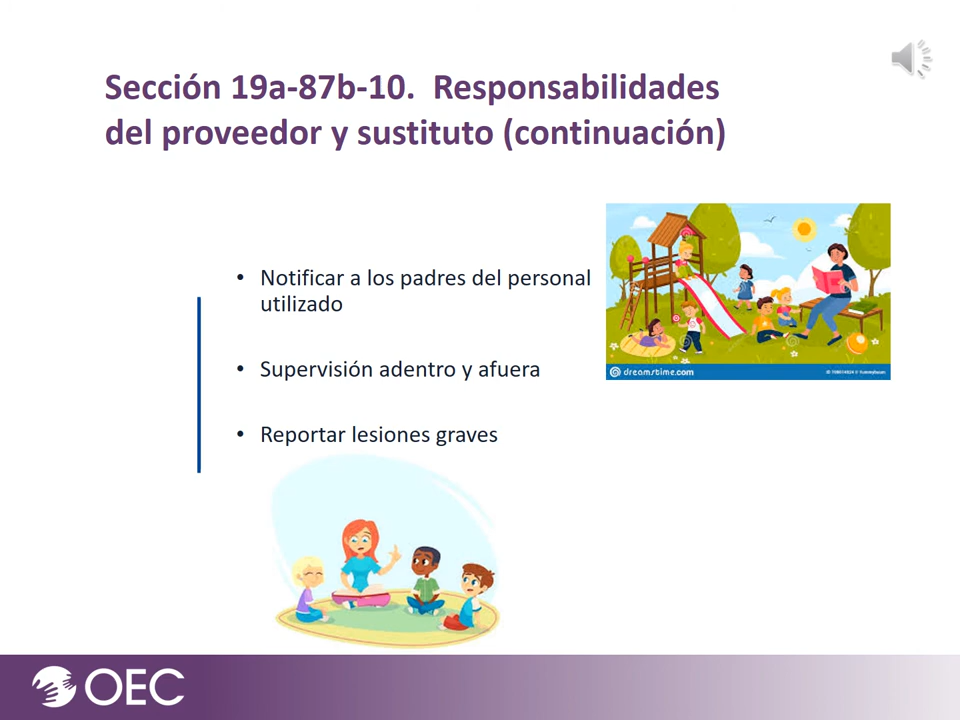 Sección 19a-87b-10. Responsabilidades
del proveedor y sustituto (continuación)
• Notificar a los padres del personal
utilizado
• Supervisión adentro y afuera
• Reportar lesiones graves
dreamstime.com
OEC